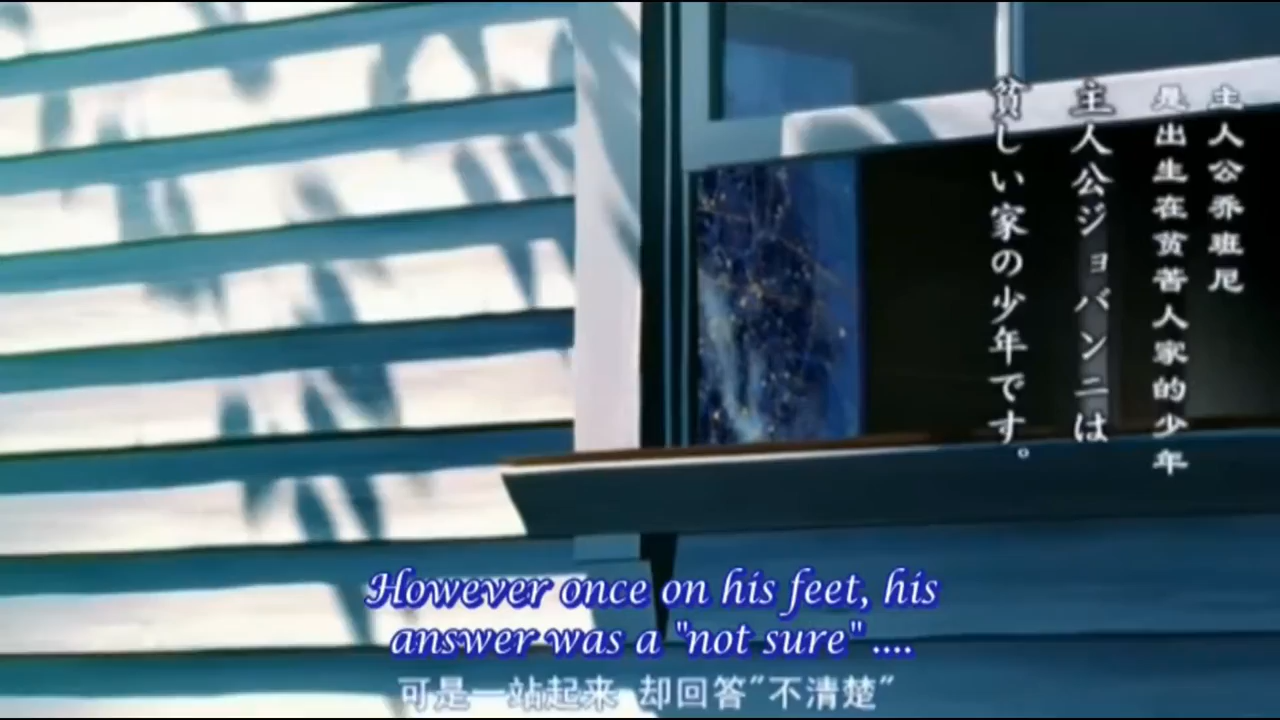 主人公乔班尼
是出生在贫苦人家的少年
主人公ジョバンニは
貧しい家の少年です。
However once on his feet, his
answer was a "not sure" ....
可是一站起来 却回答"不清楚"